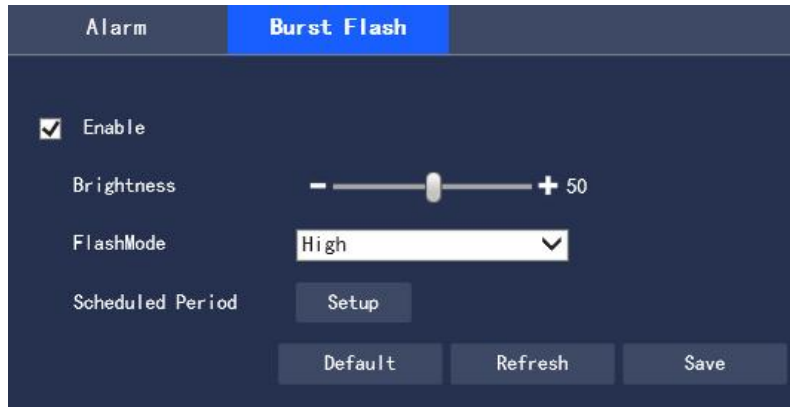 Alarm Burst Flash
Enable
Brightness 50
FlashMode High
Scheduled Period Setup
Default Refresh Save